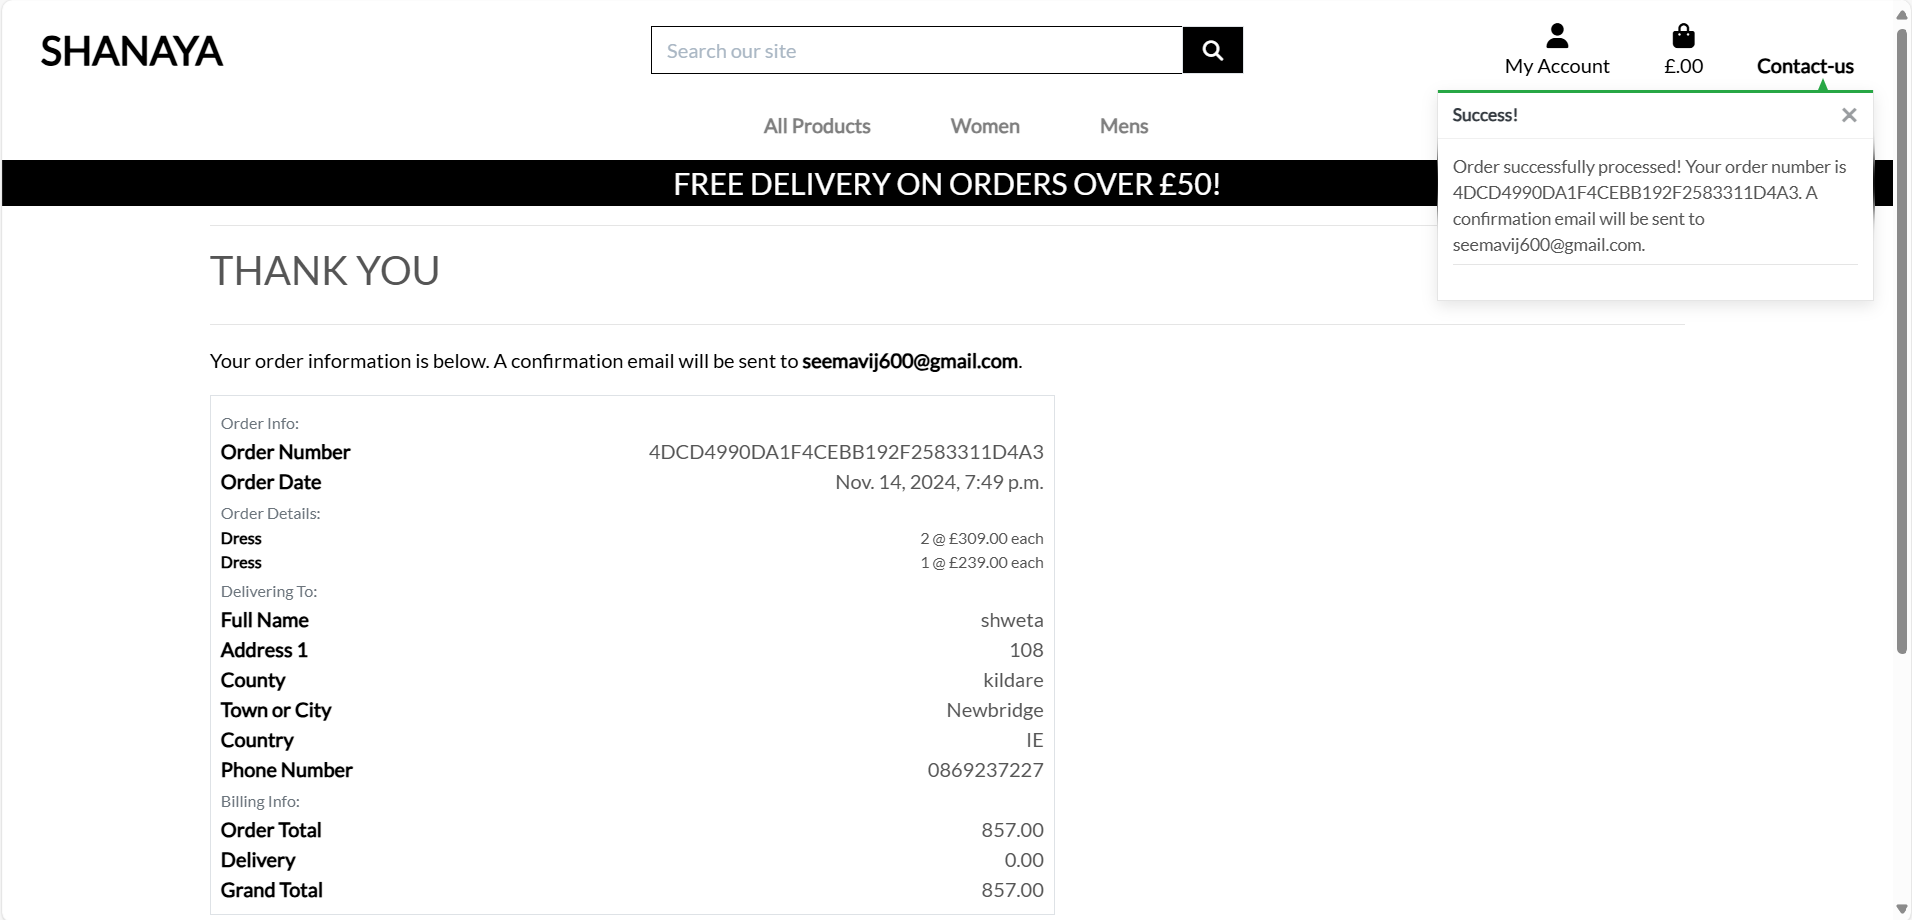 SHANAYA
Search our site
My Account
£.00
Contact-us
All Products Women Mens
Success!
Order successfully processed! Your order number is
4DCD4990DA1F4CEBB192F2583311D4A3. A
confirmation email will be sent to
seemavij600@gmail.com.
FREE DELIVERY ON ORDERS OVER £50!
THANK YOU
Your order information is below. A confirmation email will be sent to seemavij600@gmail.com.
Order Info:
Order Number 4DCD4990DA1F4CEBB192F2583311D4A3
Order Date Nov. 14, 2024, 7:49 p.m.
Order Details:
Dress 2 @ £309.00 each
Dress 1 @ £239.00 each
Delivering To:
Full Name shweta
Address 1 108
County kildare
Town or City Newbridge
Country IE
Phone Number 0869237227
Billing Info:
Order Total 857.00
Delivery 0.00
Grand Total 857.00